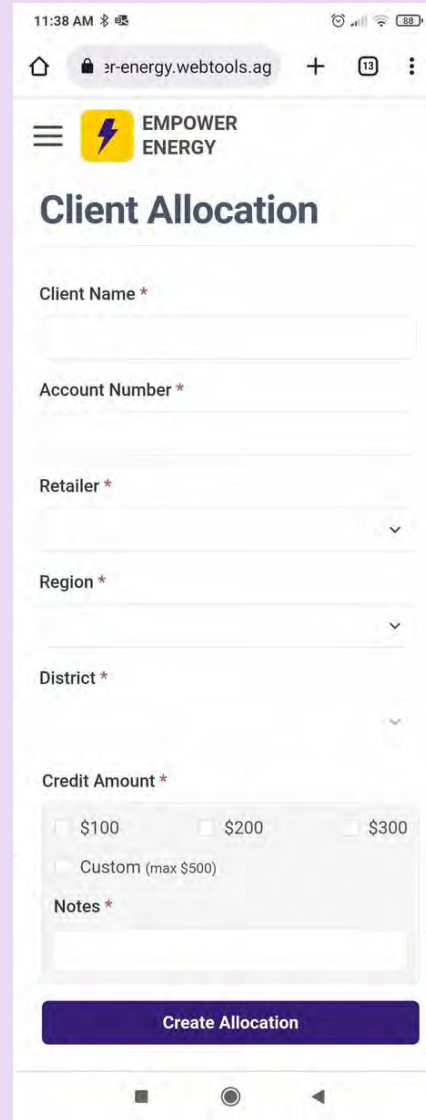 11:38 AM
88
er-energy.webtools.ag
13
EMPOWER
ENERGY
Client Allocation
Client Name *
Account Number *
Retailer *
Region *
District *
Credit Amount *
$100 $200 $300
Custom (max $500)
Notes *
Create Allocation